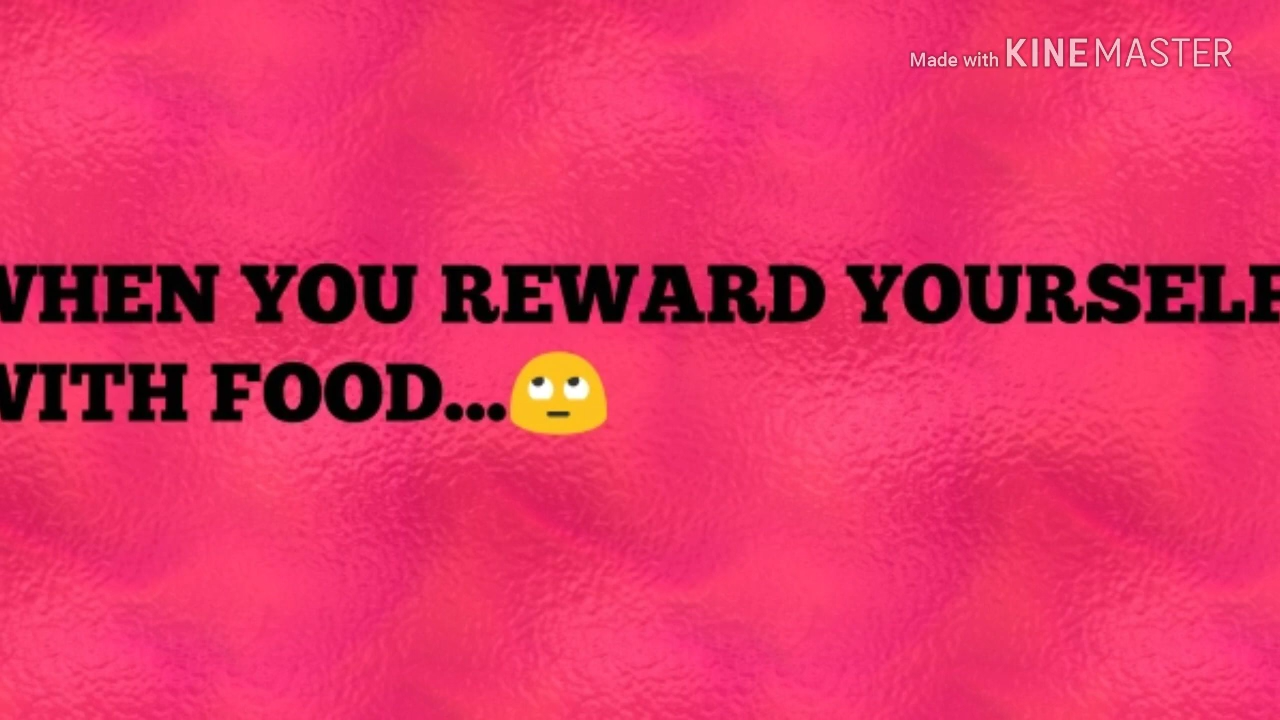 Made with KINEMASTER
WHEN YOU REWARD YOURSELF
WITH FOOD...🙄